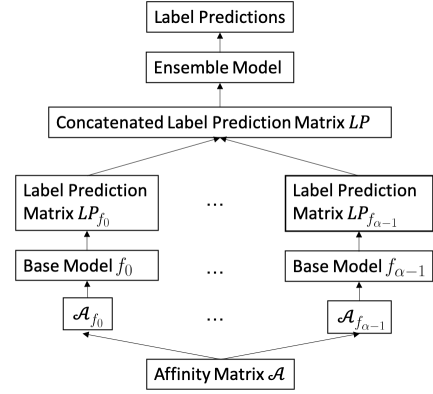 Label Predictions
Ensemble Model
Concatenated Label Prediction Matrix LP
Label Prediction
Matrix LP_{f_0}
...
Label Prediction
Matrix LP_{f_{α−1}}
Base Model f_0
...
Base Model f_{α−1}
𝒜_{f_0}
...
𝒜_{f_{α−1}}
Affinity Matrix 𝒜